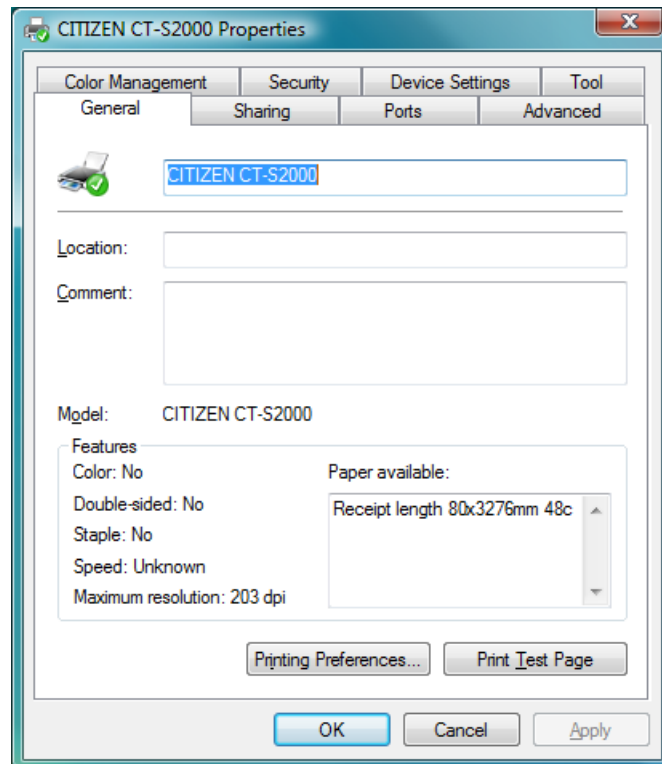 CITIZEN CT-S2000 Properties
Color Management Security Device Settings Tool
General Sharing Ports Advanced
CITIZEN CT-S2000
Location:
Comment:
Model: CITIZEN CT-S2000
Features
Color: No Paper available:
Double-sided: No Receipt length 80x3276mm 48c
Staple: No
Speed: Unknown
Maximum resolution: 203 dpi
Printing Preferences... Print Test Page
OK Cancel Apply